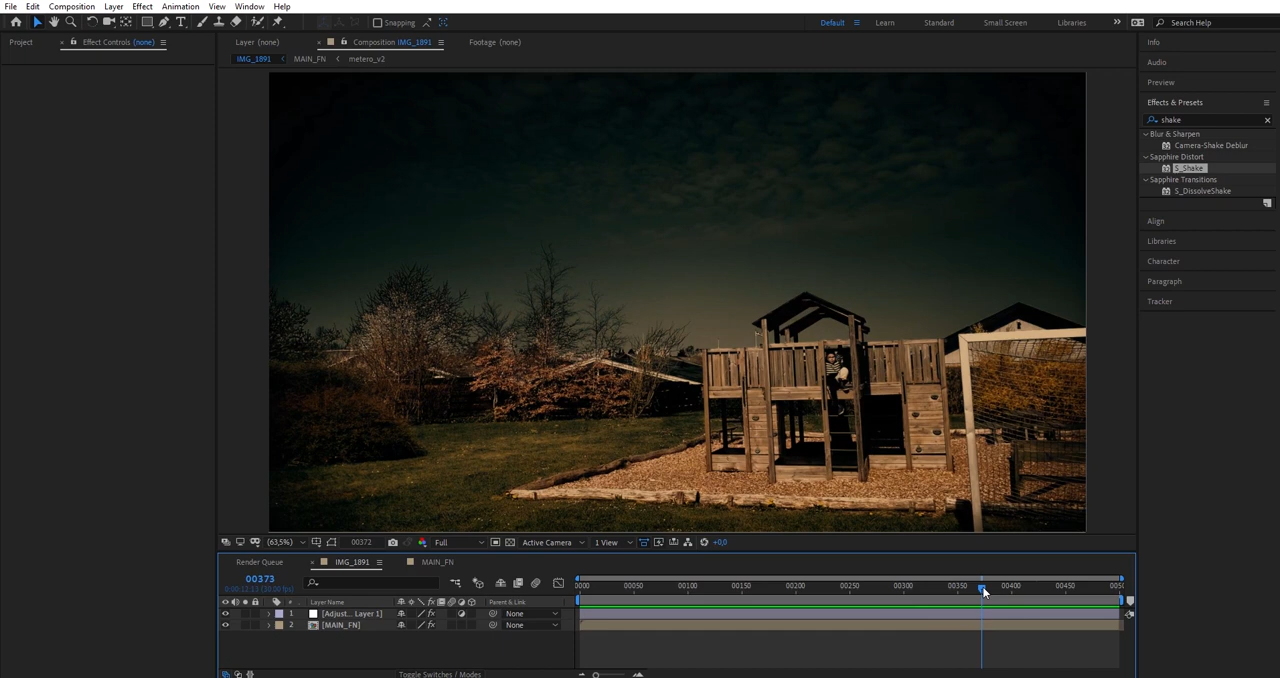 File Edit Composition Layer Effect Animation View Window Help
Snapping Default Learn Standard Small Screen Libraries Search Help
Project Effect Controls (none) Layer (none) Composition IMG_1891 Footage (none)
IMG_1891 MAIN_FN metero_v2
Info
Audio
Preview
Effects & Presets
shake
Blur & Sharpen
Camera-Shake Deblur
Sapphire Distort
S_Shake
Sapphire Transitions
S_DissolveShake
Align
Libraries
Character
Paragraph
Tracker
(63,5%) 00372 Full Active Camera 1 View +0,0
Render Queue IMG_1891 MAIN_FN
00373
0000 00050 00100 00150 00200 00250 00300 00350 00400 00450
# Layer Name Parent & Link
1 [Adjust... Layer 1] None
2 [MAIN_FN] None
Toggle Switches / Modes